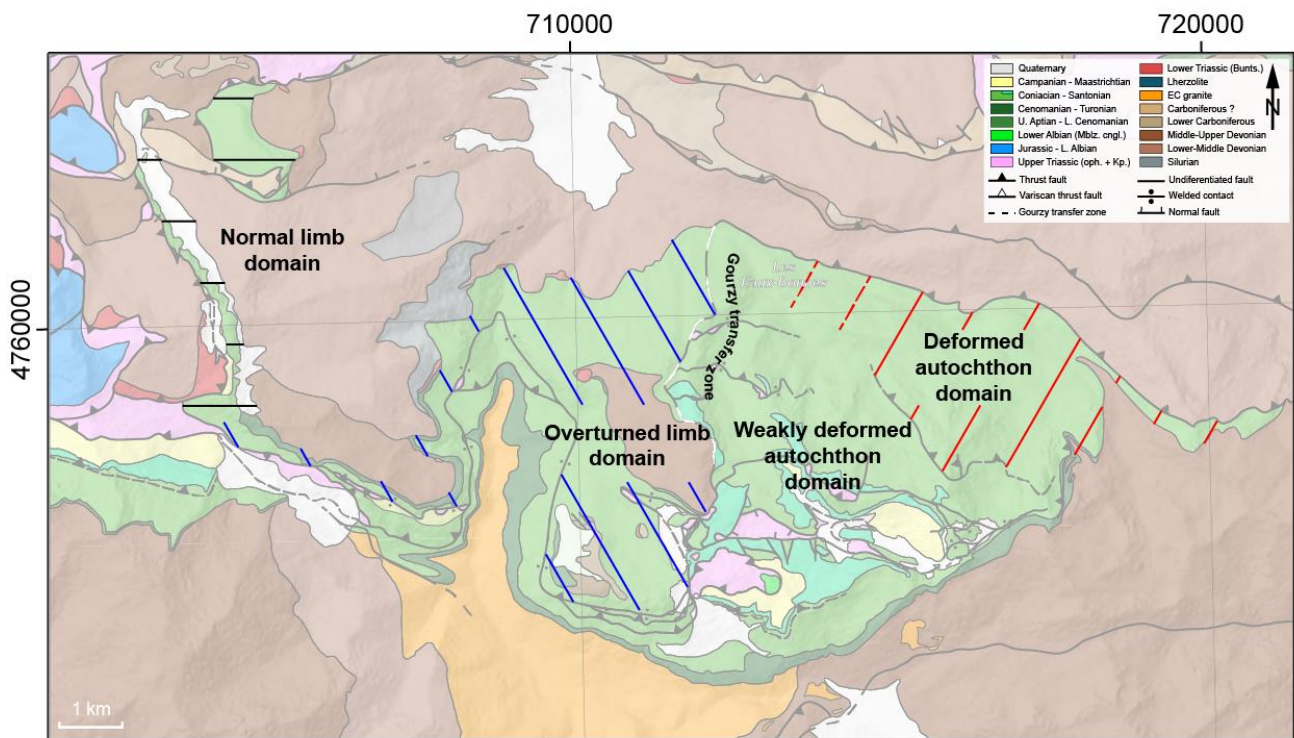 710000
720000
4760000
Quaternary
Campanian - Maastrichtian
Coniacian - Santonian
Cenomanian - Turonian
U. Aptian - L. Cenomanian
Lower Albian (Mblz. cngl.)
Jurassic - L. Albian
Upper Triassic (oph. + Kp.)
Lower Triassic (Bunts.)
Lherzolite
EC granite
Carboniferous ?
Lower Carboniferous
Middle-Upper Devonian
Lower-Middle Devonian
Silurian
Thrust fault
Variscan thrust fault
Gourzy transfer zone
Undiferentiated fault
Welded contact
Normal fault
N
Normal limb
domain
Les
Eaux-Bonnes
Gourzy transfer zone
Deformed
autochthon
domain
Overturned limb
domain
Weakly deformed
autochthon
domain
1 km